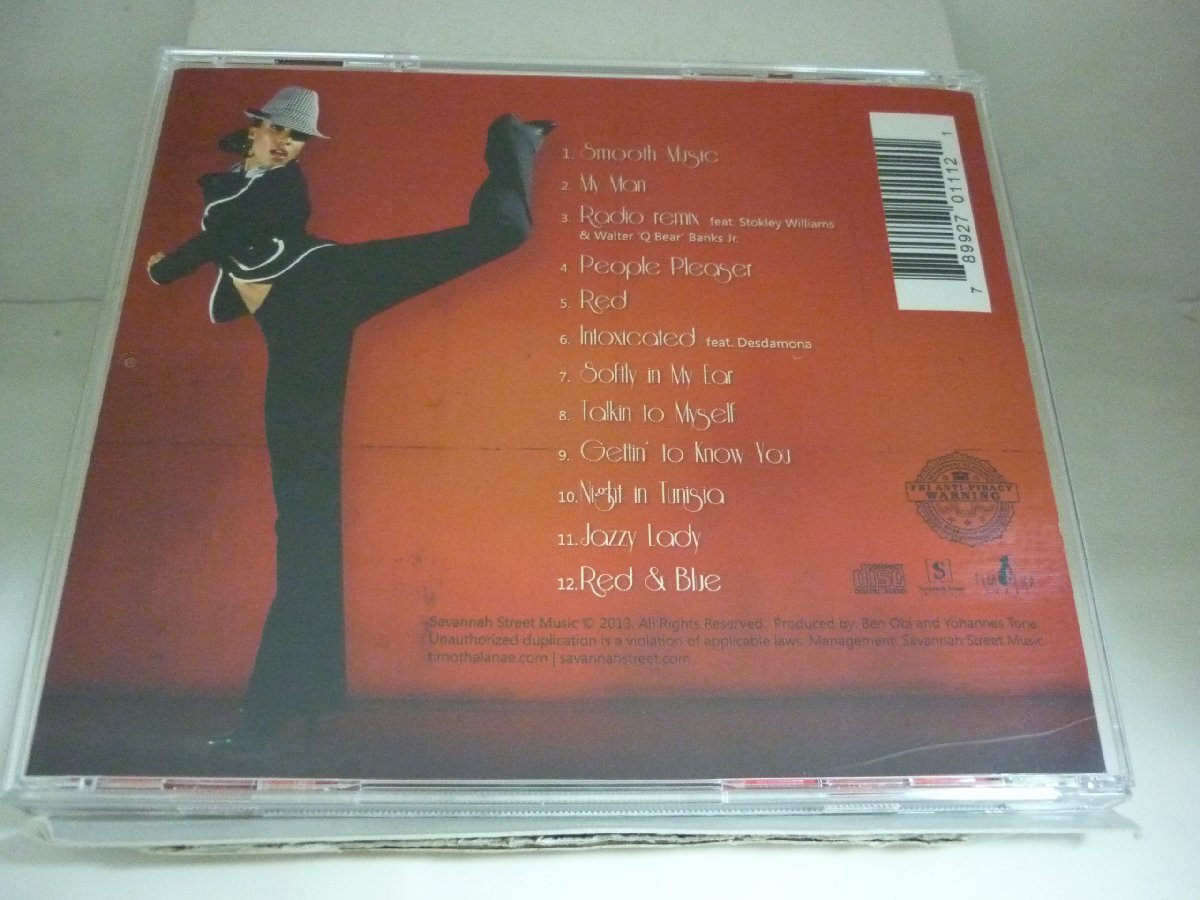 1. Smooth Music
2. My Man
3. Radio remix feat. Stokley Williams
& Walter 'Q Bear' Banks Jr.
4. People Pleaser
5. Red
6. Intoxicated feat. Desdamona
7. Softly in My Ear
8. Talkin to Myself
9. Gettin' to Know You
10. Night in Tunisia
11. Jazzy Lady
12. Red & Blue
7 89927 01112 1
FBI ANTI-PIRACY
WARNING
COMPACT
disc
DIGITAL AUDIO
S
Savannah Street
Savannah Street Music © 2013. All Rights Reserved. Produced by: Ben Obi and Yohannes Tona.
Unauthorized duplication is a violation of applicable laws. Management: Savannah Street Music
timothalanae.com | savannahstreet.com